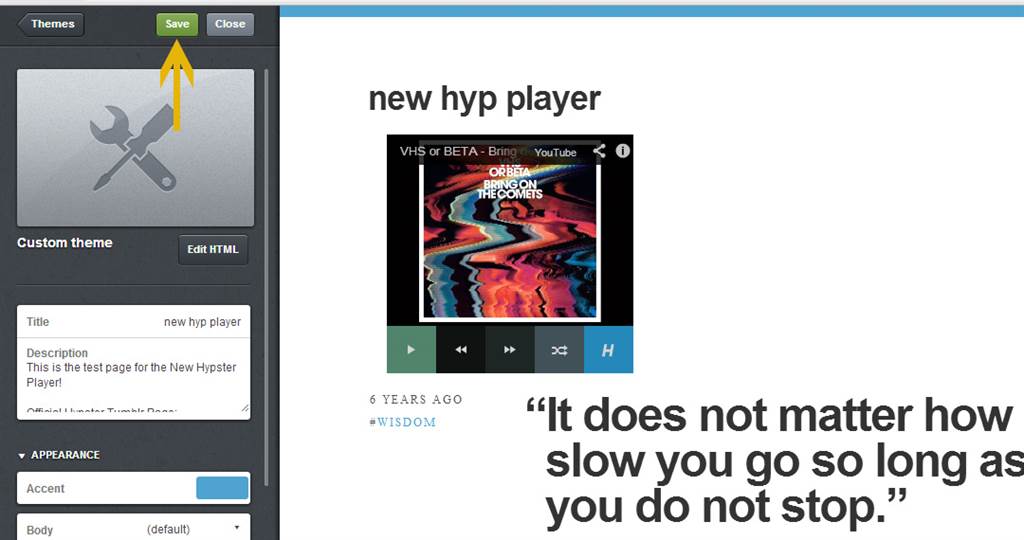 Themes
Save
Close
Custom theme
Edit HTML
Title
new hyp player
Description
This is the test page for the New Hypster
Player!
Official Hypster Tumblr Page:
APPEARANCE
Accent
Body
(default)
new hyp player
VHS or BETA - Bring
YouTube
VHS
OR BETA
BRING ON
THE COMETS
H
6 YEARS AGO
#WISDOM
“It does not matter how
slow you go so long as
you do not stop.”